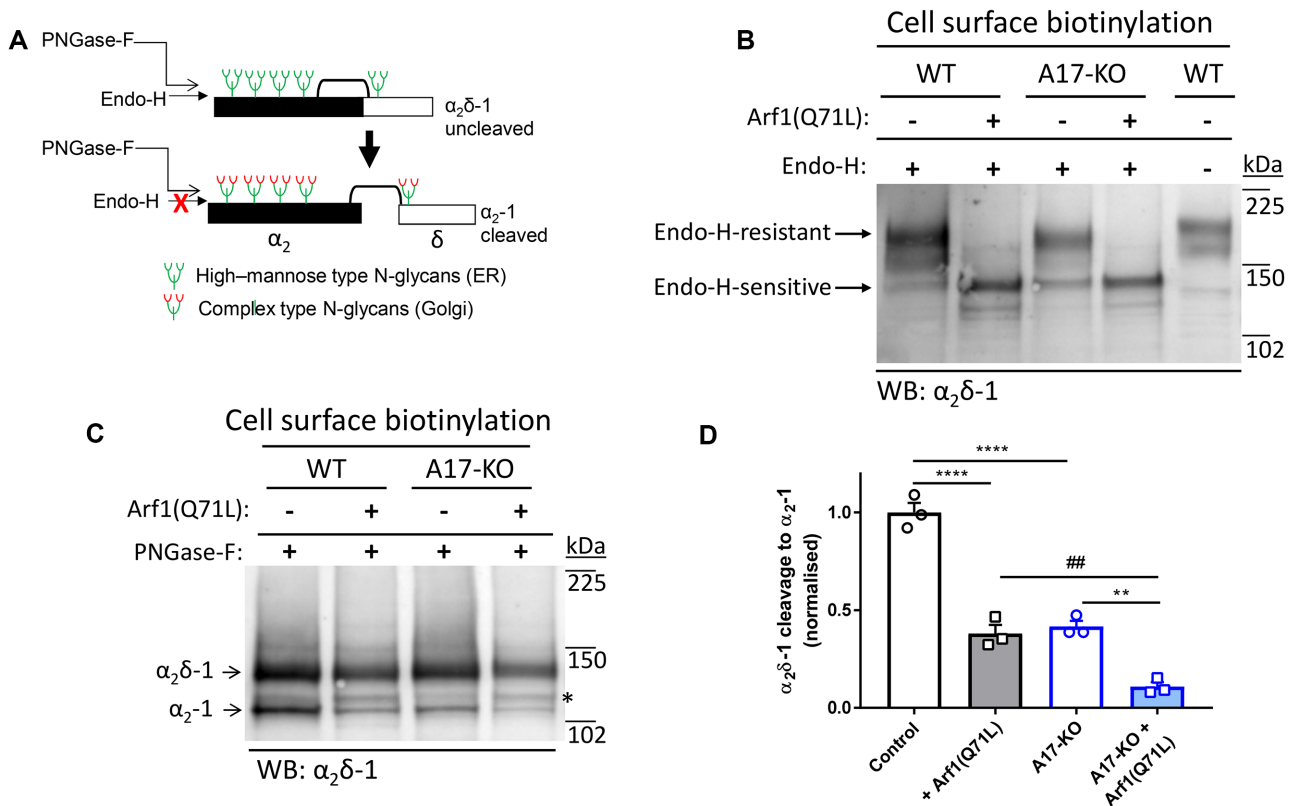 A
PNGase-F
Endo-H
α2δ-1
uncleaved
PNGase-F
Endo-H
X
α2
δ
α2-1
cleaved
High–mannose type N-glycans (ER)
Complex type N-glycans (Golgi)
B
Cell surface biotinylation
WT A17-KO WT
Arf1(Q71L): - + - + -
Endo-H: + + + + -
kDa
225
Endo-H-resistant
150
Endo-H-sensitive
102
WB: α2δ-1
C
Cell surface biotinylation
WT A17-KO
Arf1(Q71L): - + - +
PNGase-F: + + + +
kDa
225
150
α2δ-1
*
α2-1
102
WB: α2δ-1
D
α2δ-1 cleavage to α2-1
(normalised)
1.0
0.5
0.0
****
****
##
**
Control
+ Arf1(Q71L)
A17-KO
A17-KO +
Arf1(Q71L)